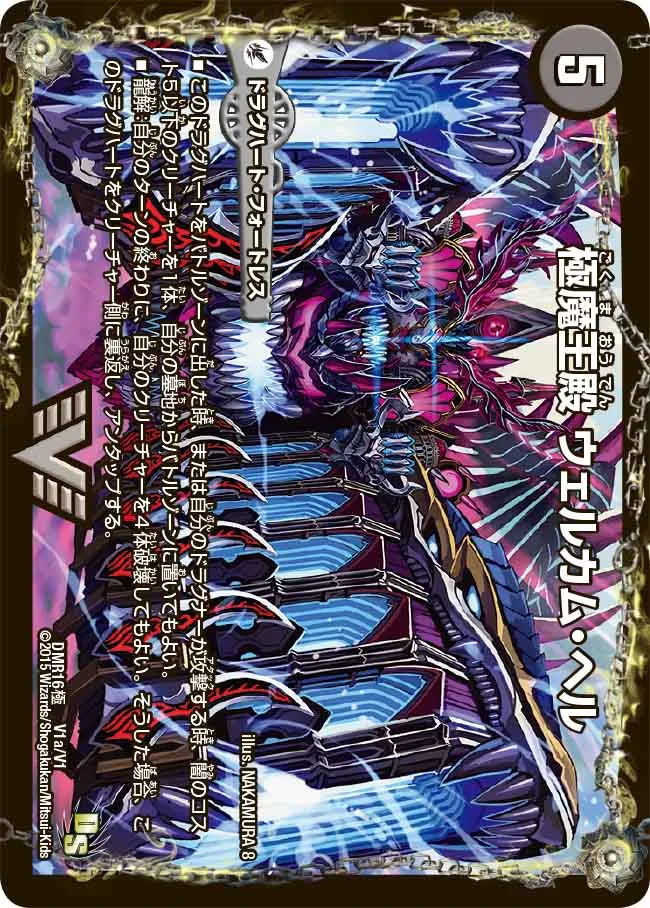 5
極魔王殿 ウェルカム・ヘル
ドラグハート・フォートレス
■このドラグハートをバトルゾーンに出した時、または自分のドラグナーが攻撃する時、闇のコス
ト5以下のクリーチャーを1体、自分の墓地からバトルゾーンに置いてもよい。
■龍解:自分のターンの終わりに、自分のクリーチャーを4体破壊してもよい。そうした場合、こ
のドラグハートをクリーチャー側に裏返し、アンタップする。
illus. NAKAMURA8
DMR16極 V1a/V1
©2015 Wizards/Shogakukan/Mitsui-Kids
DS